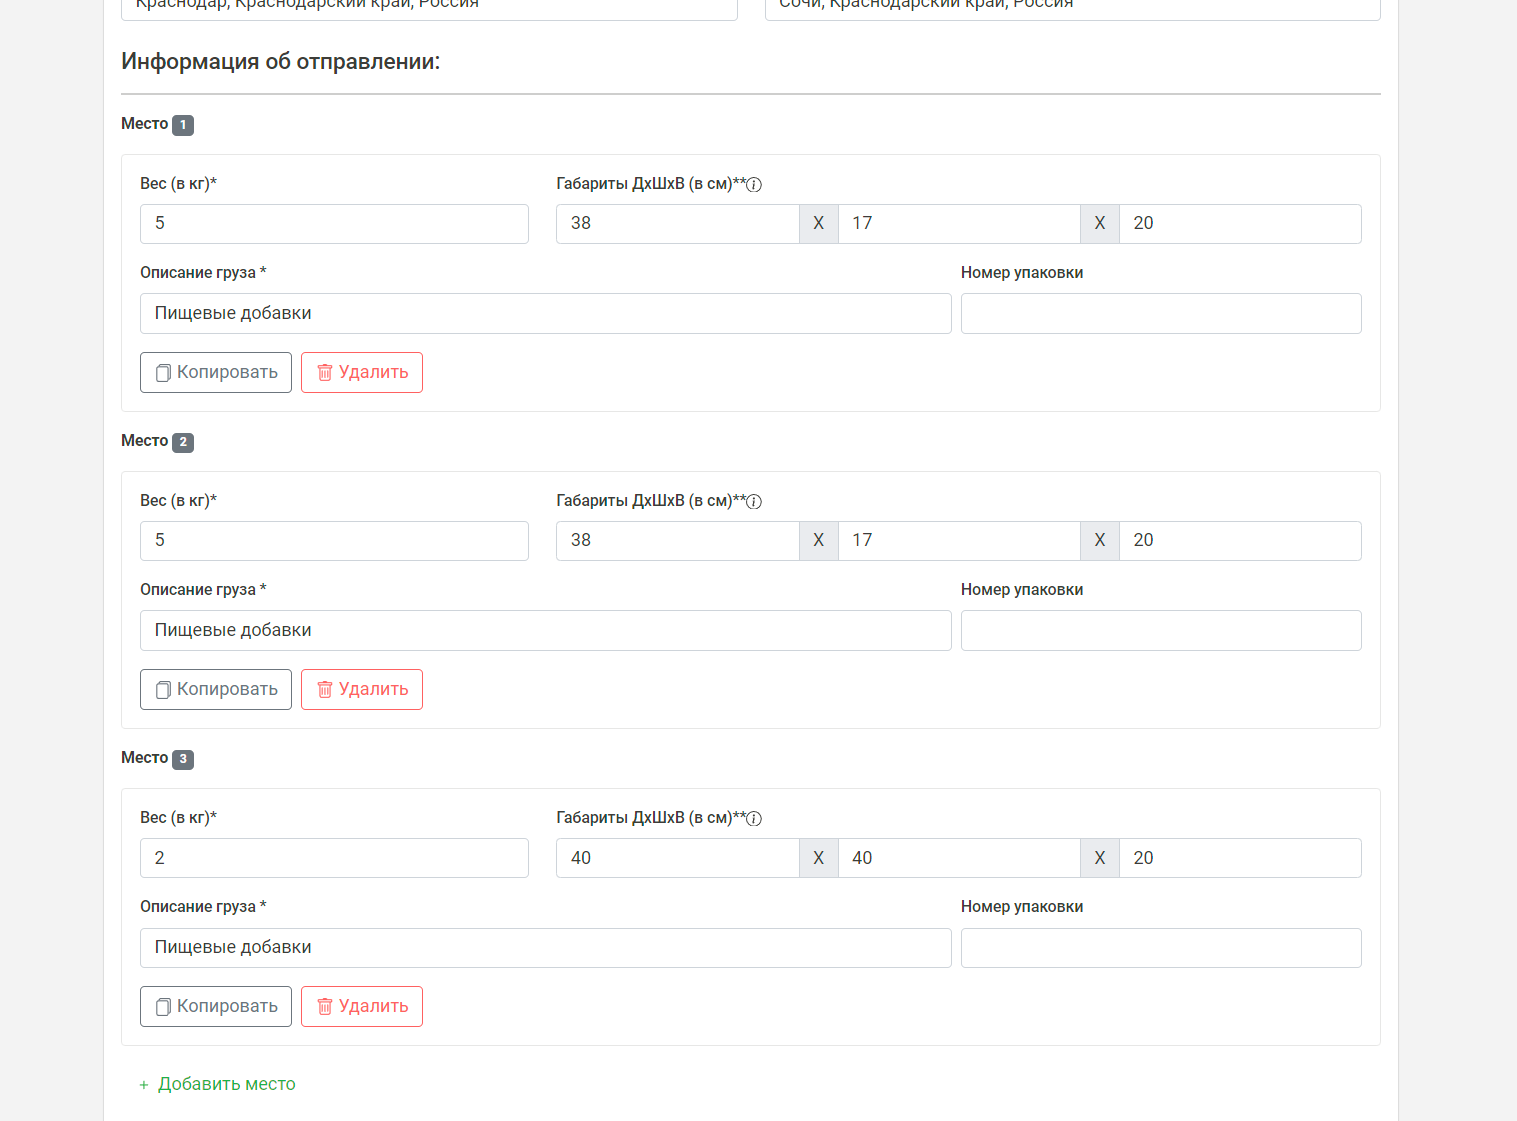 Краснодар, Краснодарский край, Россия Сочи, Краснодарский край, Россия
Информация об отправлении:
Место 1
Вес (в кг)* Габариты ДхШхВ (в см)**
5 38 X 17 X 20
Описание груза * Номер упаковки
Пищевые добавки
Копировать Удалить
Место 2
Вес (в кг)* Габариты ДхШхВ (в см)**
5 38 X 17 X 20
Описание груза * Номер упаковки
Пищевые добавки
Копировать Удалить
Место 3
Вес (в кг)* Габариты ДхШхВ (в см)**
2 40 X 40 X 20
Описание груза * Номер упаковки
Пищевые добавки
Копировать Удалить
+ Добавить место